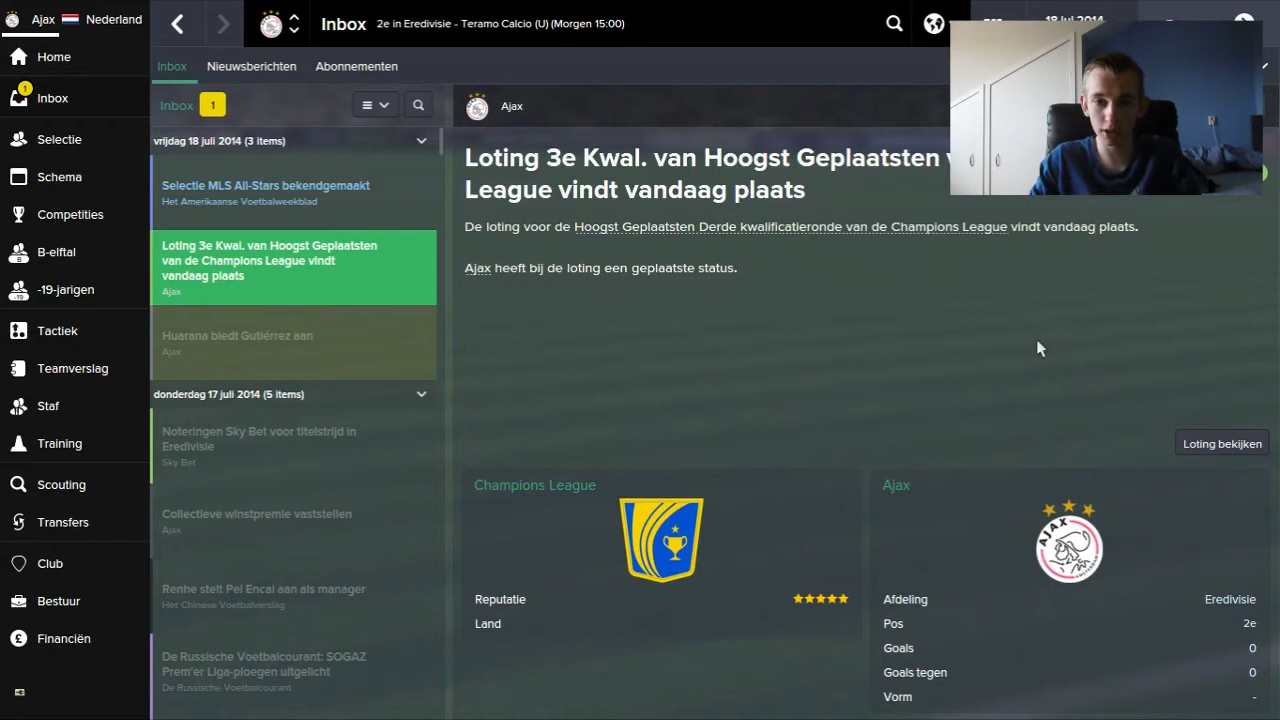 Ajax Nederland
Inbox 2e in Eredivisie - Teramo Calcio (U) (Morgen 15:00)
18 jul 2014
Home
Inbox
Selectie
Schema
Competities
B-elftal
-19-jarigen
Tactiek
Teamverslag
Staf
Training
Scouting
Transfers
Club
Bestuur
Financiën
Inbox Nieuwsberichten Abonnementen
Inbox 1
vrijdag 18 juli 2014 (3 items)
Selectie MLS All-Stars bekendgemaakt
Het Amerikaanse Voetbalweekblad
Loting 3e Kwal. van Hoogst Geplaatsten
van de Champions League vindt
vandaag plaats
Ajax
Huarana biedt Gutiérrez aan
Ajax
donderdag 17 juli 2014 (5 items)
Noteringen Sky Bet voor titelstrijd in
Eredivisie
Sky Bet
Collectieve winstpremie vaststellen
Ajax
Renhe stelt Pei Encai aan als manager
Het Chinese Voetbalverslag
De Russische Voetbalcourant: SOGAZ
Prem'er Liga-ploegen uitgelicht
De Russische Voetbalcourant
Ajax
Loting 3e Kwal. van Hoogst Geplaatsten
League vindt vandaag plaats
De loting voor de Hoogst Geplaatsten Derde kwalificatieronde van de Champions League vindt vandaag plaats.
Ajax heeft bij de loting een geplaatste status.
Loting bekijken
Champions League
Reputatie
Land
Ajax
AJAX
Afdeling Eredivisie
Pos 2e
Goals 0
Goals tegen 0
Vorm -